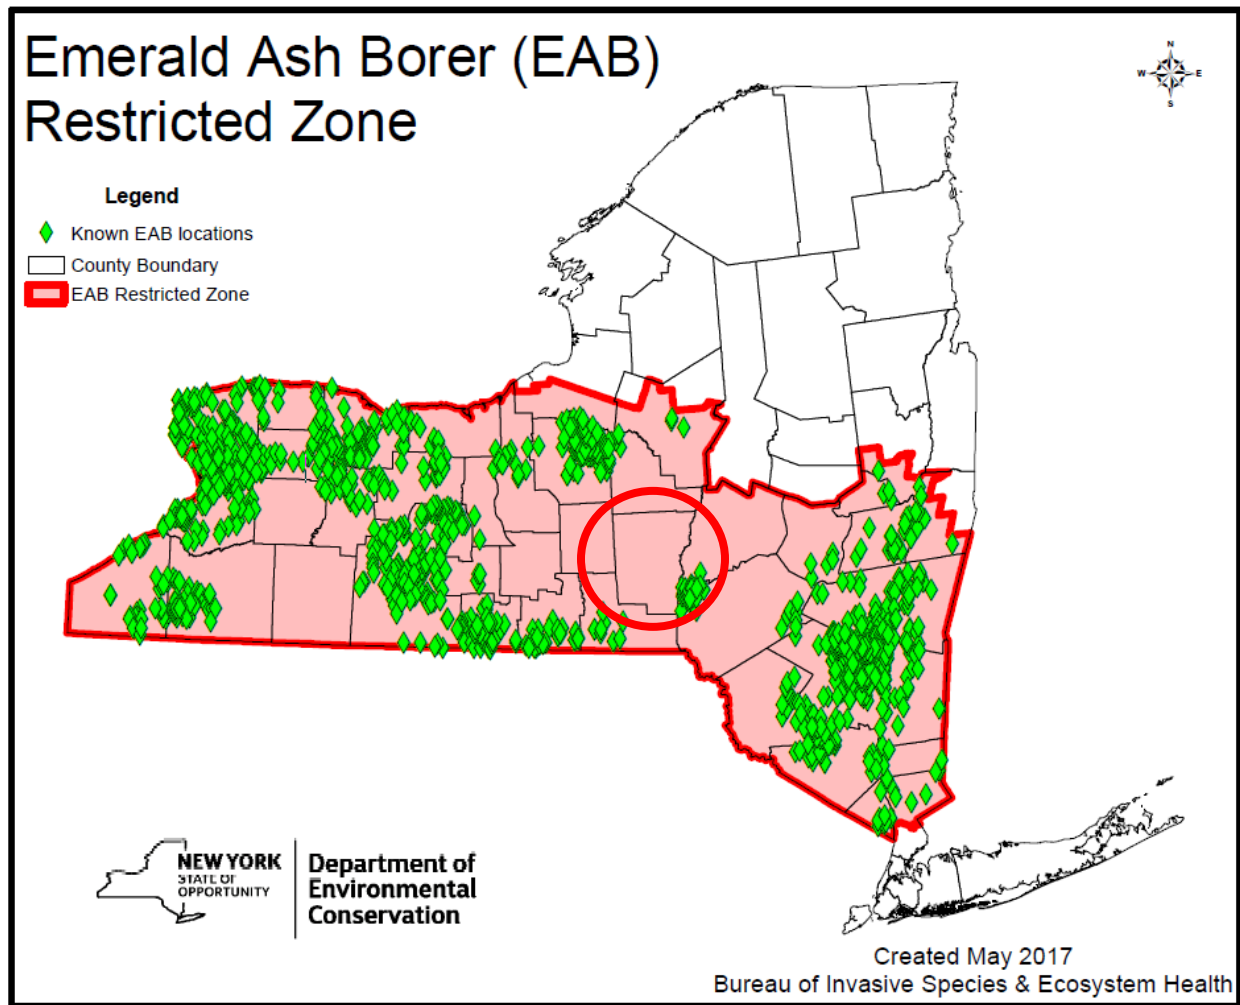 Emerald Ash Borer (EAB)
Restricted Zone
N
W
E
S
Legend
Known EAB locations
County Boundary
EAB Restricted Zone
NEW YORK
STATE OF
OPPORTUNITY
Department of
Environmental
Conservation
Created May 2017
Bureau of Invasive Species & Ecosystem Health